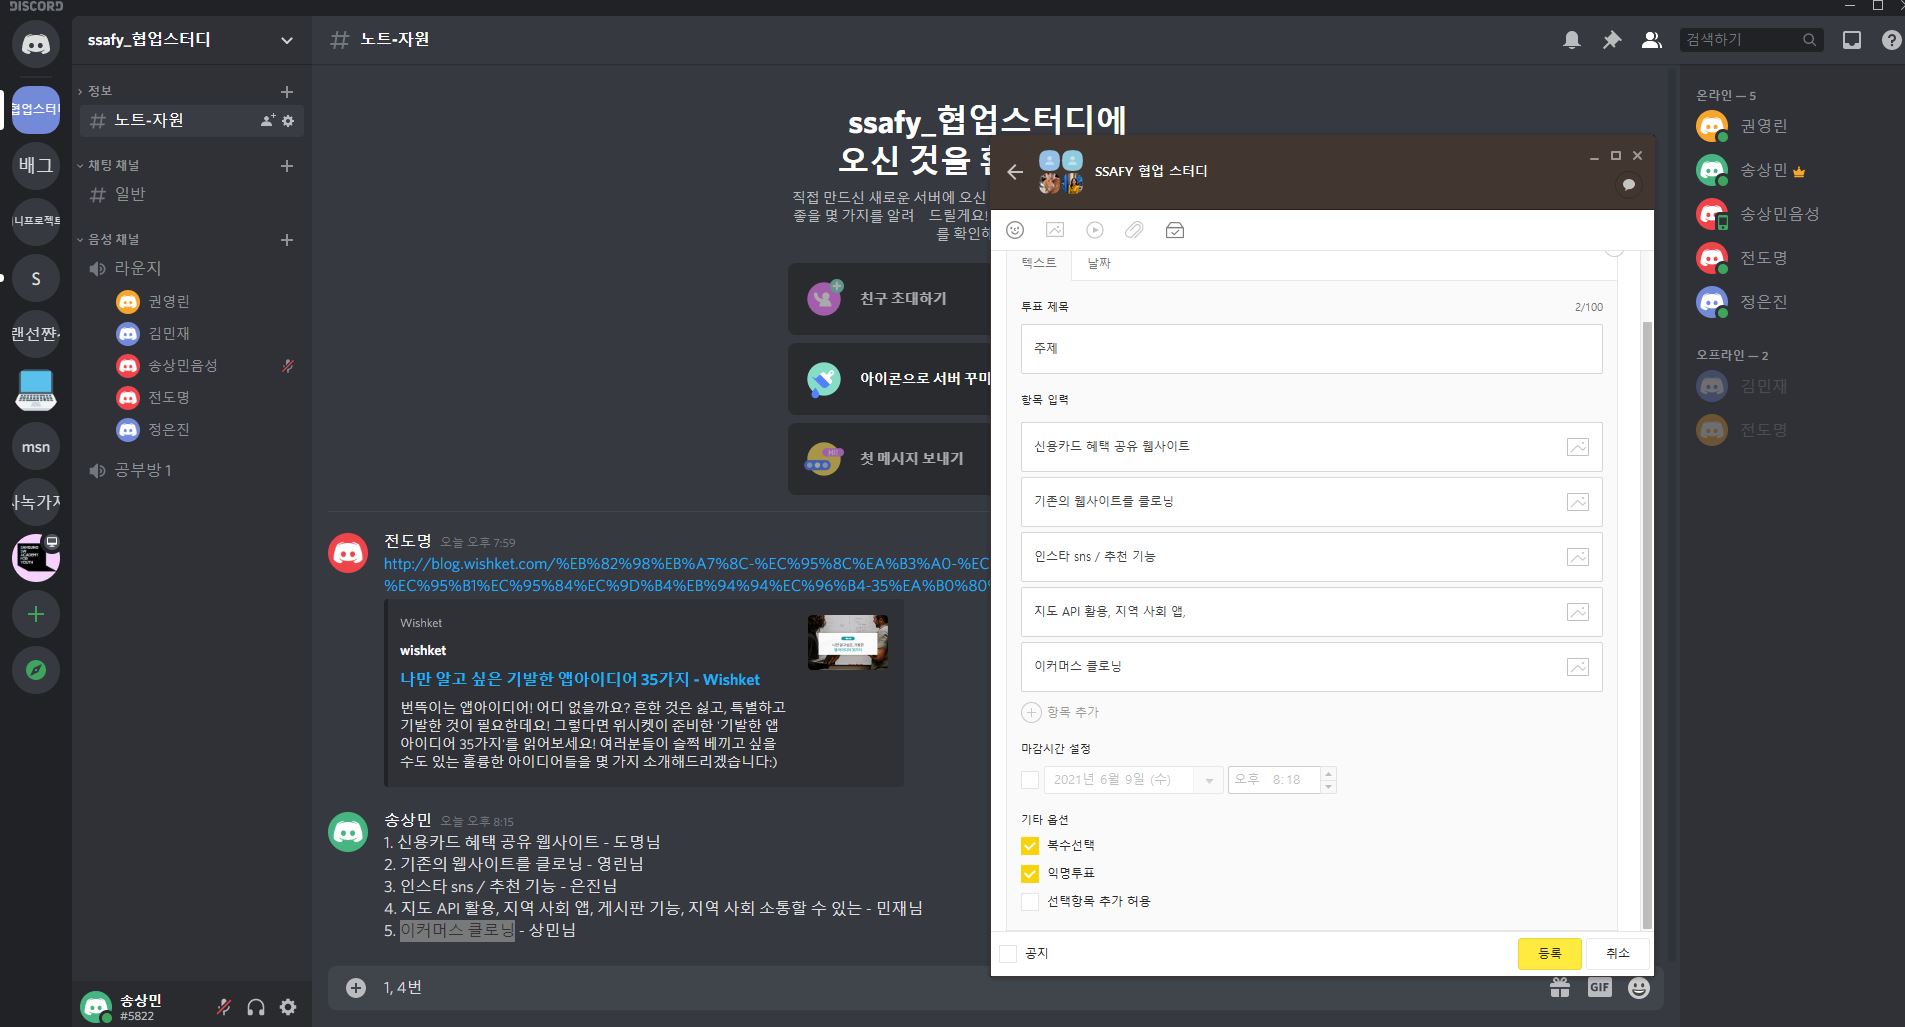 DISCORD
ssafy_협업스터디
노트-자원
검색하기
협업스터디
배그
S
msn
정보
노트-자원
채팅 채널
일반
음성 채널
라운지
권영린
김민재
송상민음성
전도명
정은진
공부방 1
송상민
#5822
ssafy_협업스터디에
오신 것을 환
직접 만드신 새로운 서버에 오신
좋을 몇 가지를 알려 드릴게요!
를 확인해
친구 초대하기
아이콘으로 서버 꾸미
첫 메시지 보내기
전도명 오늘 오후 7:59
http://blog.wishket.com/%EB%82%98%EB%A7%8C-%EC%95%8C%EA%B3%A0-%EC
%EC%95%B1%EC%95%84%EC%9D%B4%EB%94%94%EC%96%B4-35%EA%B0%80%
Wishket
wishket
나만 알고 싶은 기발한 앱아이디어 35가지 - Wishket
번뜩이는 앱아이디어! 어디 없을까요? 흔한 것은 싫고, 특별하고
기발한 것이 필요한데요! 그렇다면 위시켓이 준비한 '기발한 앱
아이디어 35가지'를 읽어보세요! 여러분들이 슬쩍 베끼고 싶을
수도 있는 훌륭한 아이디어들을 몇 가지 소개해드리겠습니다:)
송상민 오늘 오후 8:15
1. 신용카드 혜택 공유 웹사이트 - 도명님
2. 기존의 웹사이트를 클로닝 - 영린님
3. 인스타 sns / 추천 기능 - 은진님
4. 지도 API 활용, 지역 사회 앱, 게시판 기능, 지역 사회 소통할 수 있는 - 민재님
5. 이커머스 클로닝 - 상민님
1, 4번
GIF
SSAFY 협업 스터디
텍스트 날짜
투표 제목 2/100
주제
항목 입력
신용카드 혜택 공유 웹사이트
기존의 웹사이트를 클로닝
인스타 sns / 추천 기능
지도 API 활용, 지역 사회 앱,
이커머스 클로닝
항목 추가
마감시간 설정
2021년 6월 9일 (수) 오후 8:18
기타 옵션
복수선택
익명투표
선택항목 추가 허용
공지
등록 취소
온라인 — 5
권영린
송상민
송상민음성
전도명
정은진
오프라인 — 2
김민재
전도명